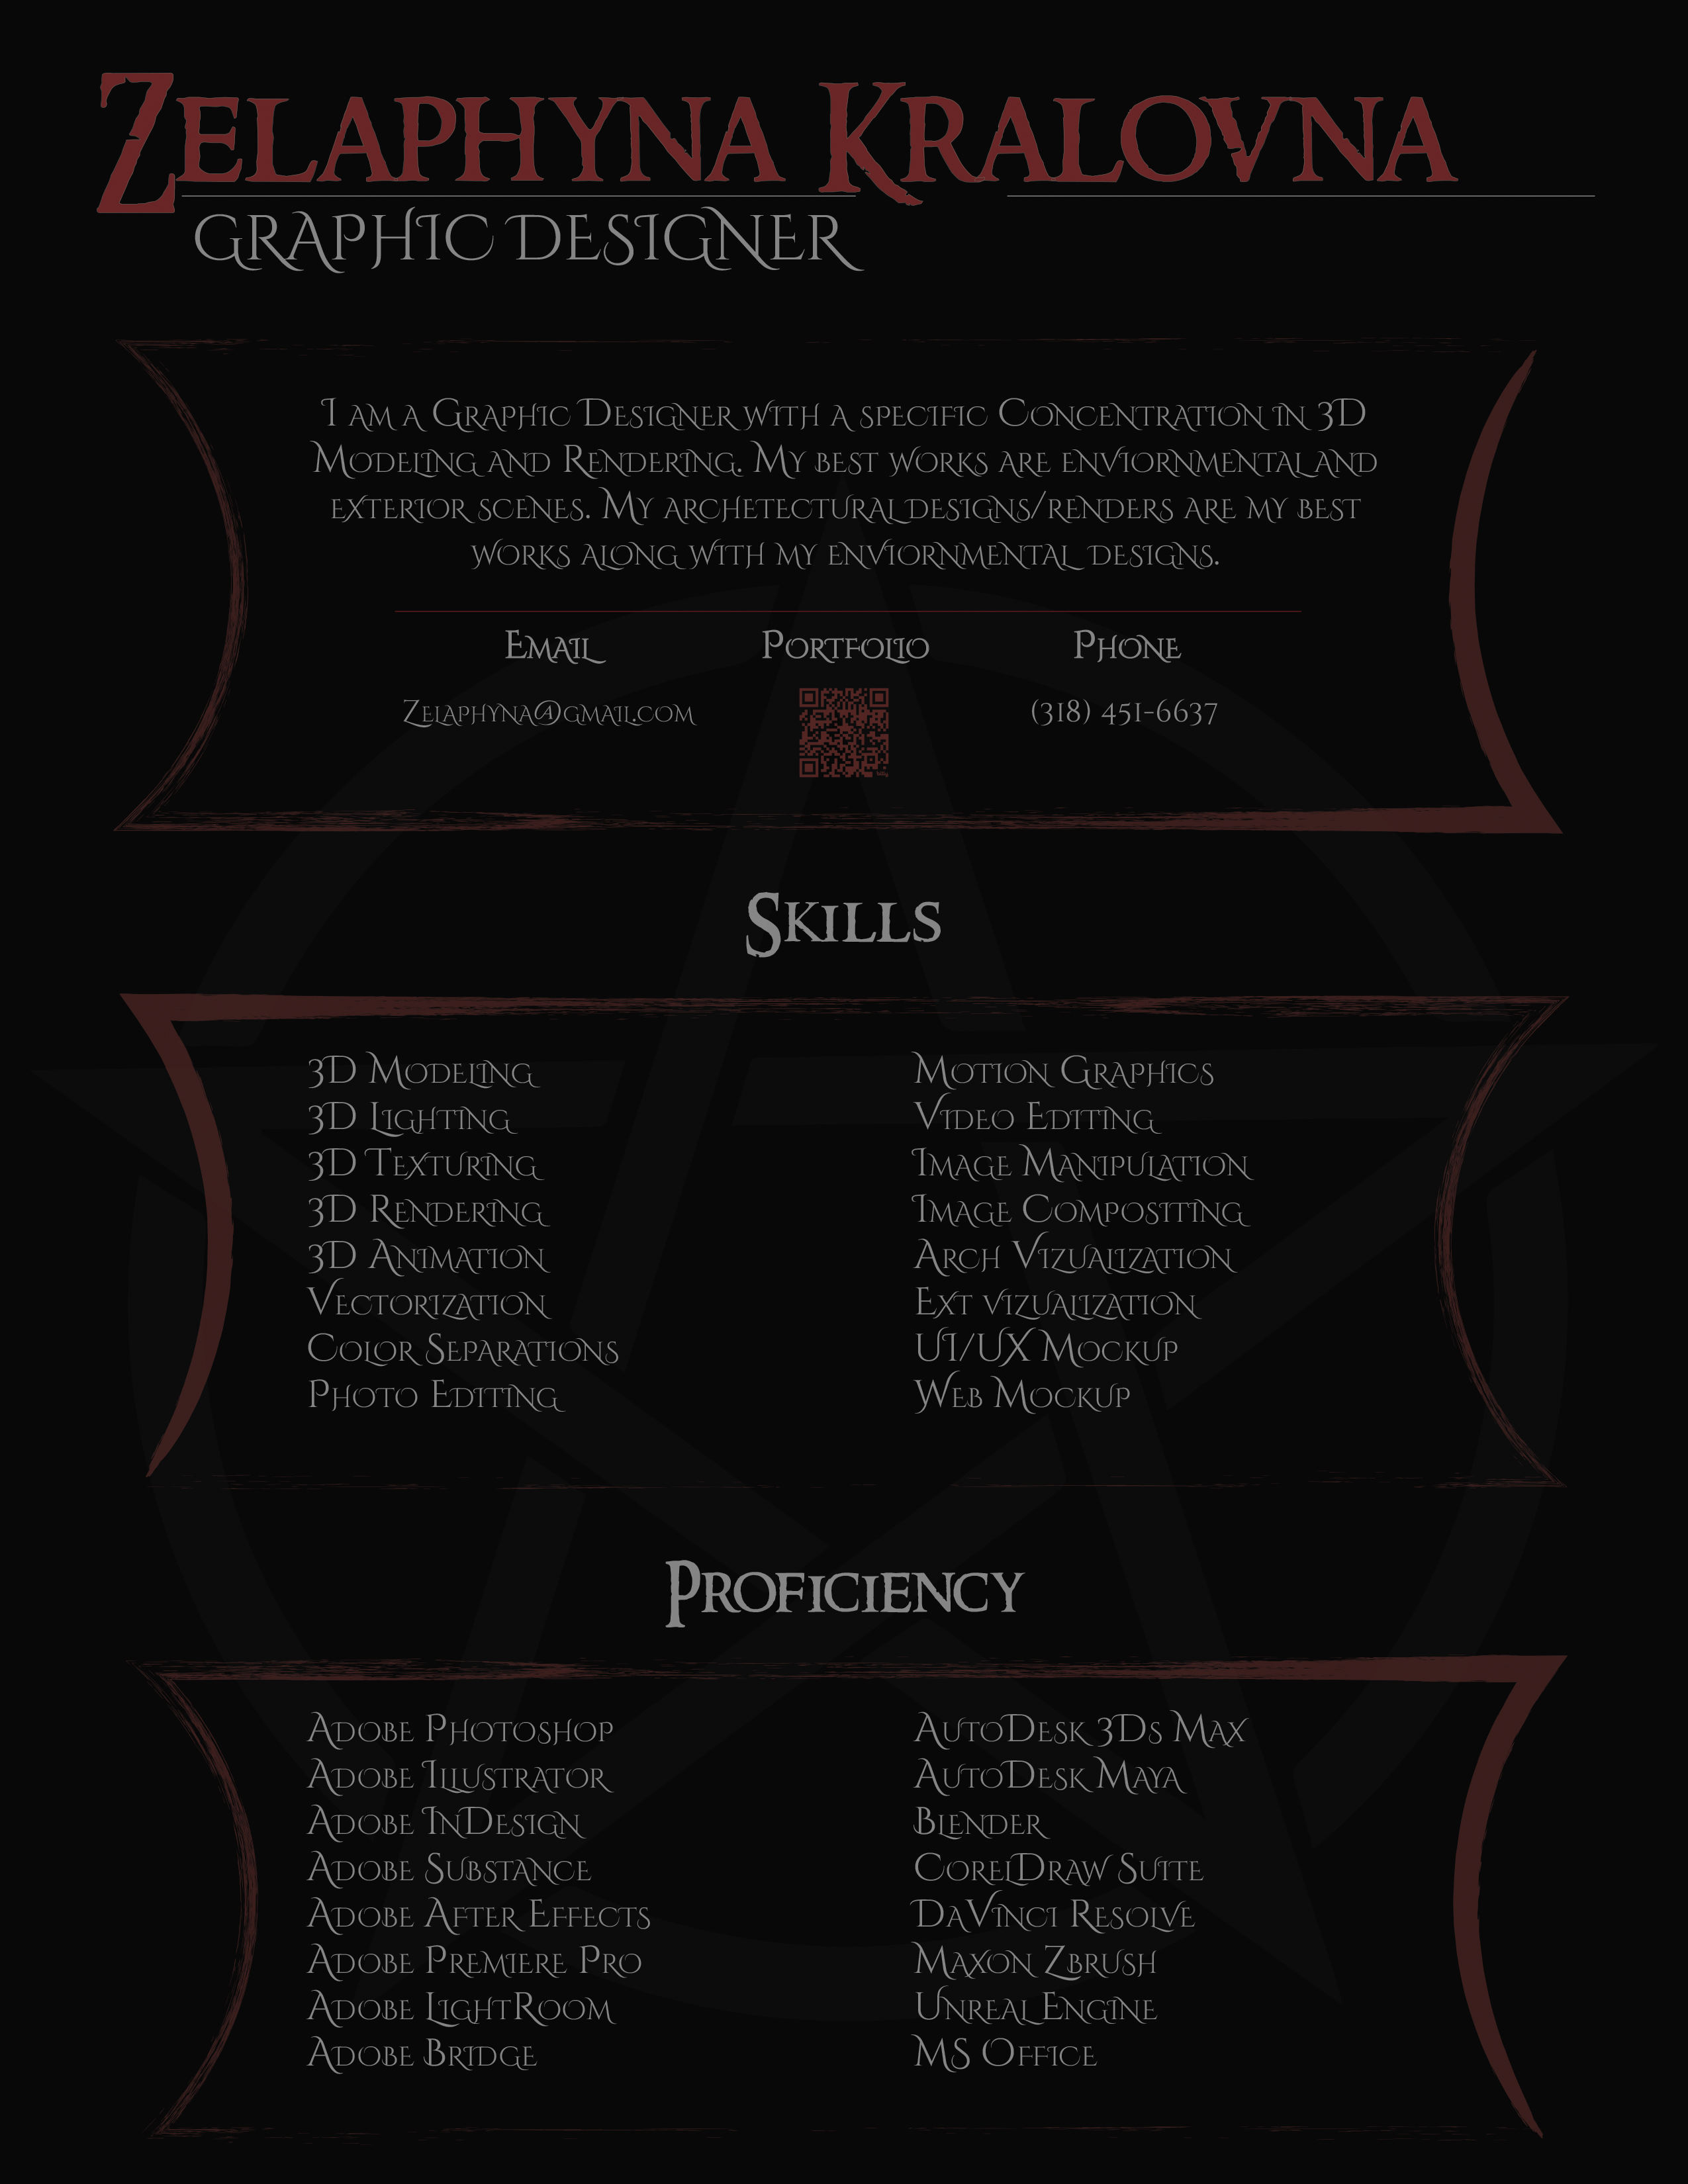 Zelaphyna Kralovna
Graphic Designer
I am a Graphic Designer with a specific Concentration in 3D
Modeling and Rendering. My best works are enviornmental and
exterior scenes. My archetectural designs/renders are my best
works along with my enviornmental designs.
Email
Portfolio
Phone
Zelaphyna@gmail.com
(318) 451-6637
Skills
3D Modeling
3D Lighting
3D Texturing
3D Rendering
3D Animation
Vectorization
Color Separations
Photo Editing
Motion Graphics
Video Editing
Image Manipulation
Image Compositing
Arch Vizualization
Ext vizualization
UI/UX Mockup
Web Mockup
Proficiency
Adobe Photoshop
Adobe Illustrator
Adobe InDesign
Adobe Substance
Adobe After Effects
Adobe Premiere Pro
Adobe LightRoom
Adobe Bridge
AutoDesk 3Ds Max
AutoDesk Maya
Blender
CorelDraw Suite
DaVinci Resolve
Maxon Zbrush
Unreal Engine
MS Office